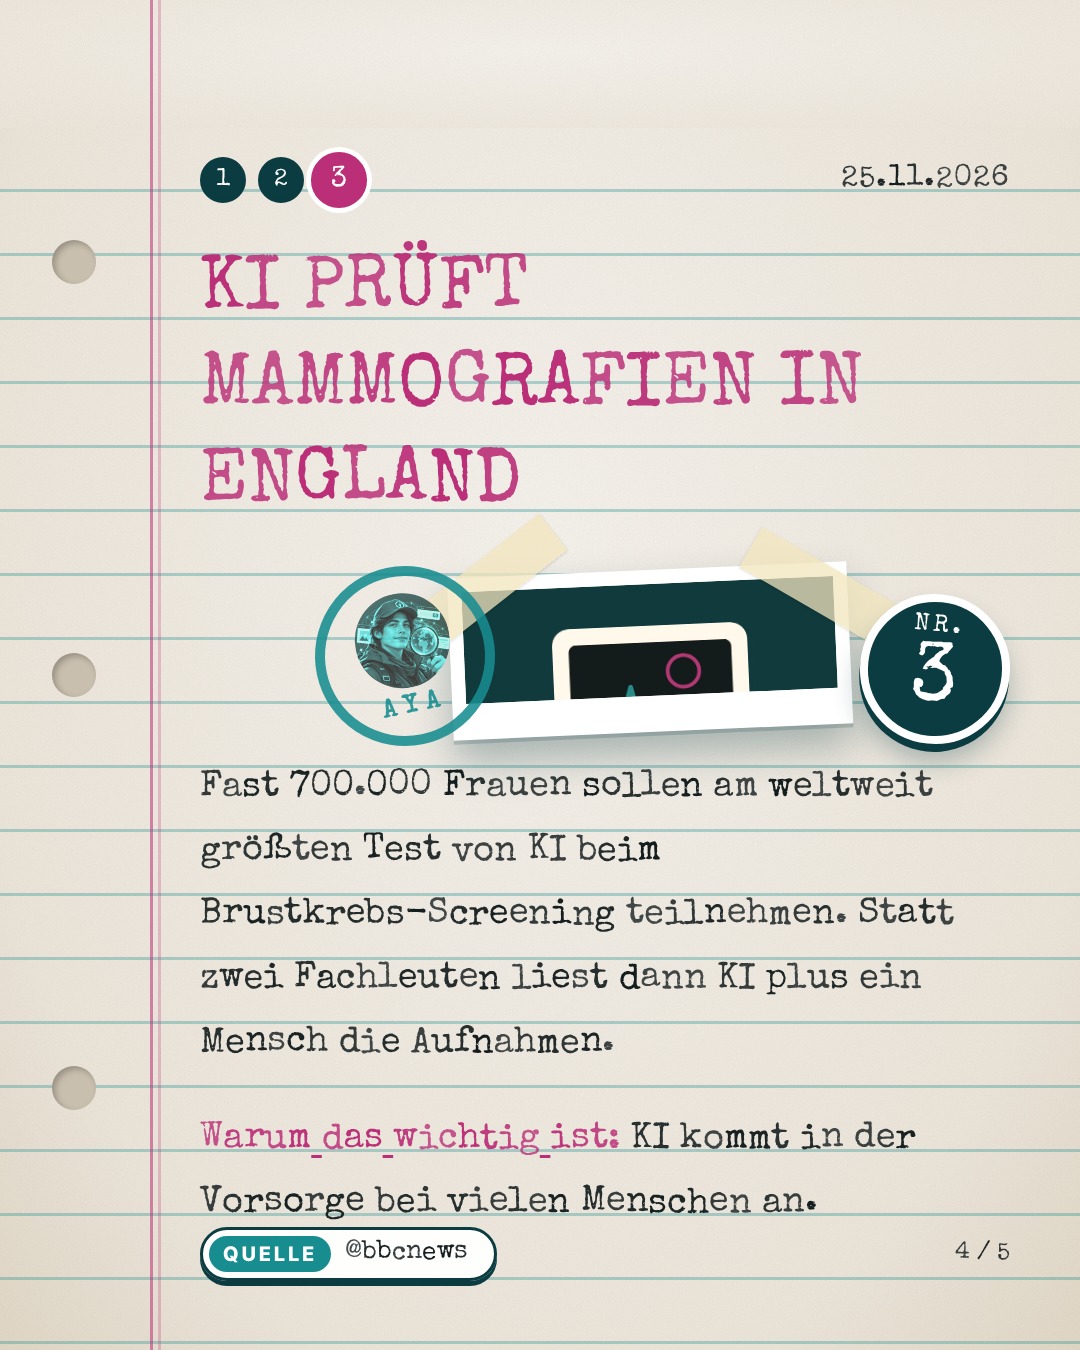 1 2 3
25.11.2026
KI PRÜFT
MAMMOGRAFIEN IN
ENGLAND
AYA
NR.
3
Fast 700.000 Frauen sollen am weltweit
größten Test von KI beim
Brustkrebs-Screening teilnehmen. Statt
zwei Fachleuten liest dann KI plus ein
Mensch die Aufnahmen.
Warum das wichtig ist: KI kommt in der
Vorsorge bei vielen Menschen an.
QUELLE @bbcnews
4 / 5